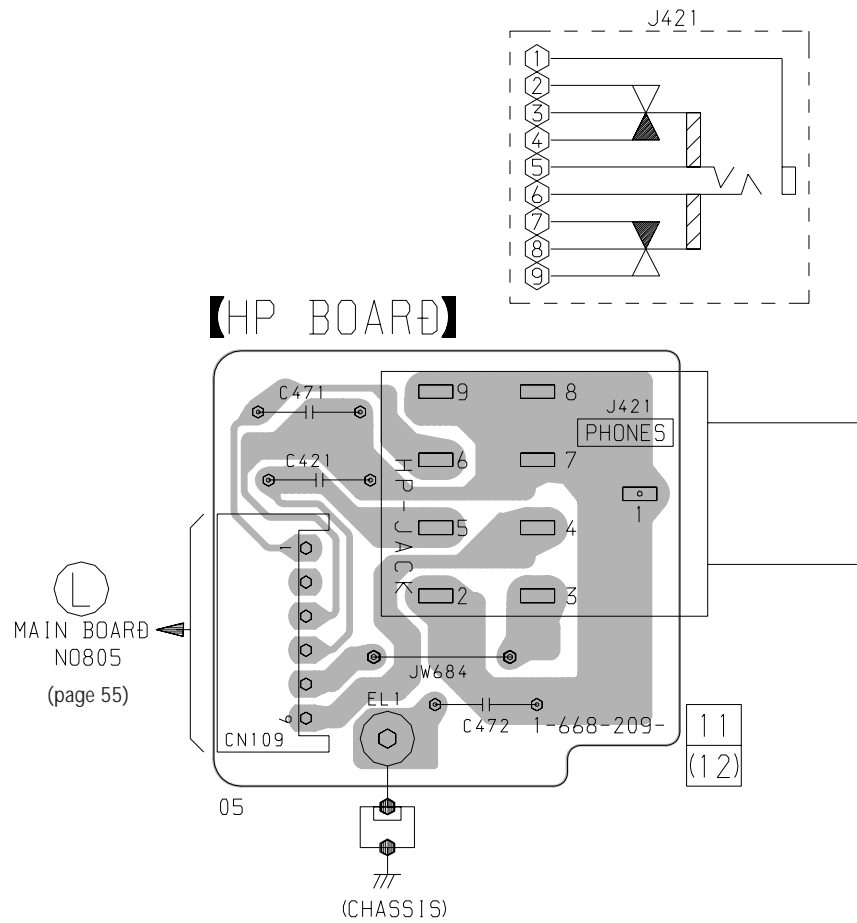 J421
1
2
3
4
5
6
7
8
9
【HP BOARD】
C471
9
8
J421
PHONES
C421
6
7
HP-JACK
1
5
4
1
2
3
L
MAIN BOARD
NO805
(page 55)
JW684
EL1
C472
1-668-209-
11
(12)
6
CN109
05
(CHASSIS)